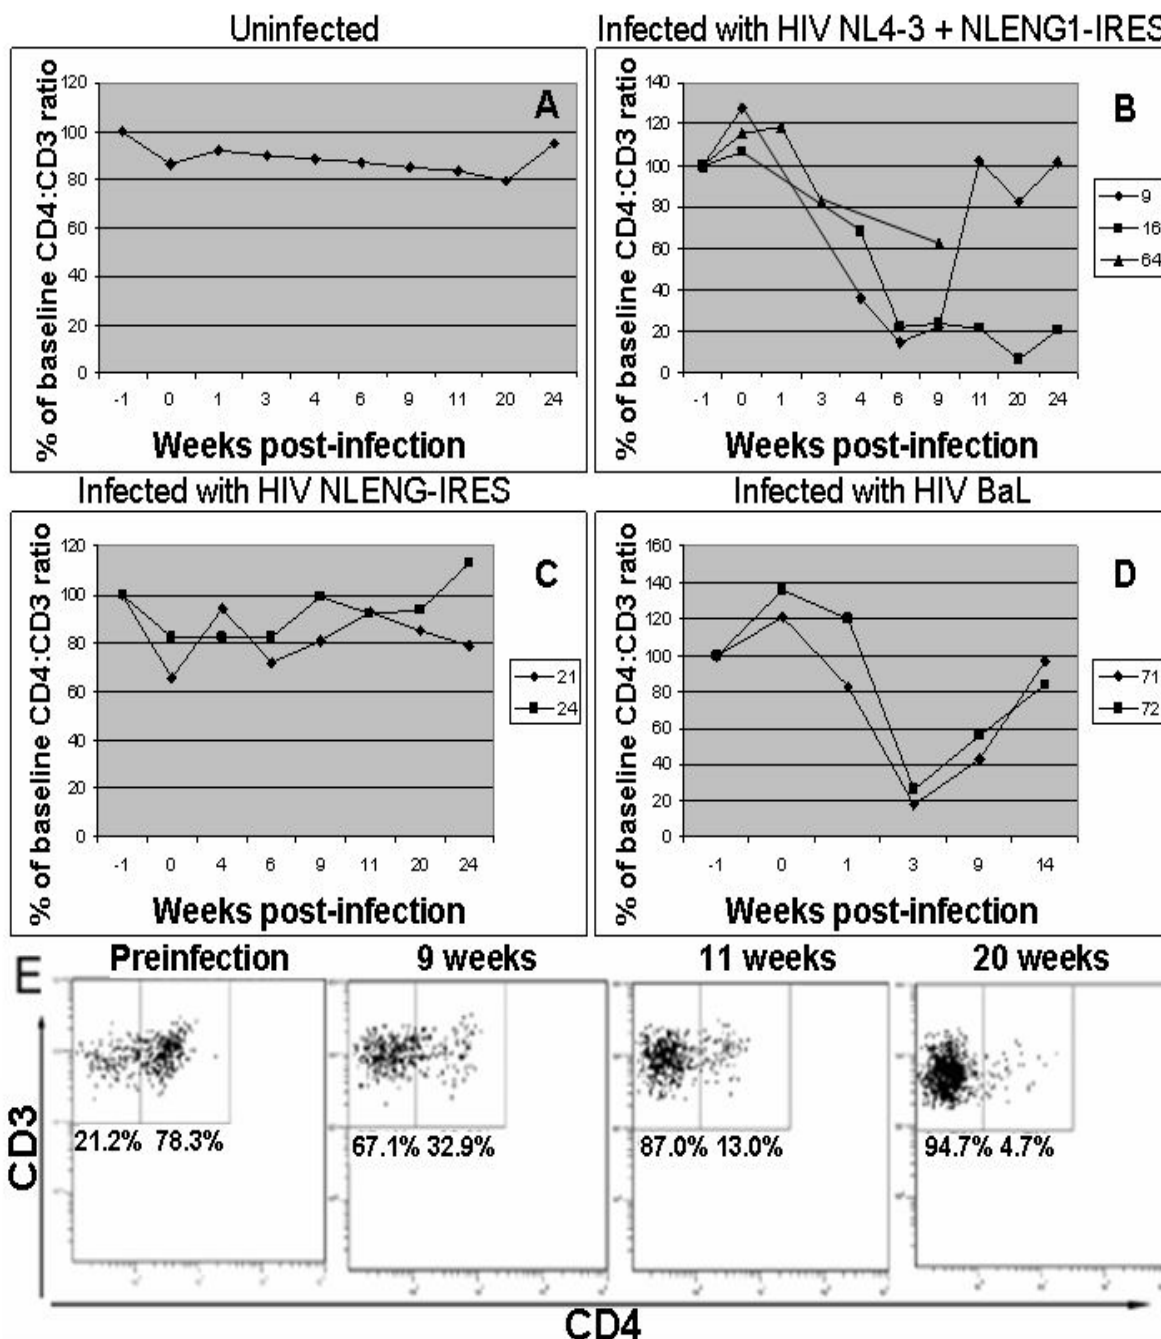 Uninfected
% of baseline CD4:CD3 ratio
120
100
80
60
40
20
0
A
-1 0 1 3 4 6 9 11 20 24
Weeks post-infection
Infected with HIV NL4-3 + NLENG1-IRES
% of baseline CD4:CD3 ratio
140
120
100
80
60
40
20
0
B
9
16
64
-1 0 1 3 4 6 9 11 20 24
Weeks post-infection
Infected with HIV NLENG-IRES
% of baseline CD4:CD3 ratio
120
100
80
60
40
20
0
C
21
24
-1 0 4 6 9 11 20 24
Weeks post-infection
Infected with HIV BaL
% of baseline CD4:CD3 ratio
160
140
120
100
80
60
40
20
0
D
71
72
-1 0 1 3 9 14
Weeks post-infection
E
Preinfection 9 weeks 11 weeks 20 weeks
CD3
21.2% 78.3% 67.1% 32.9% 87.0% 13.0% 94.7% 4.7%
CD4